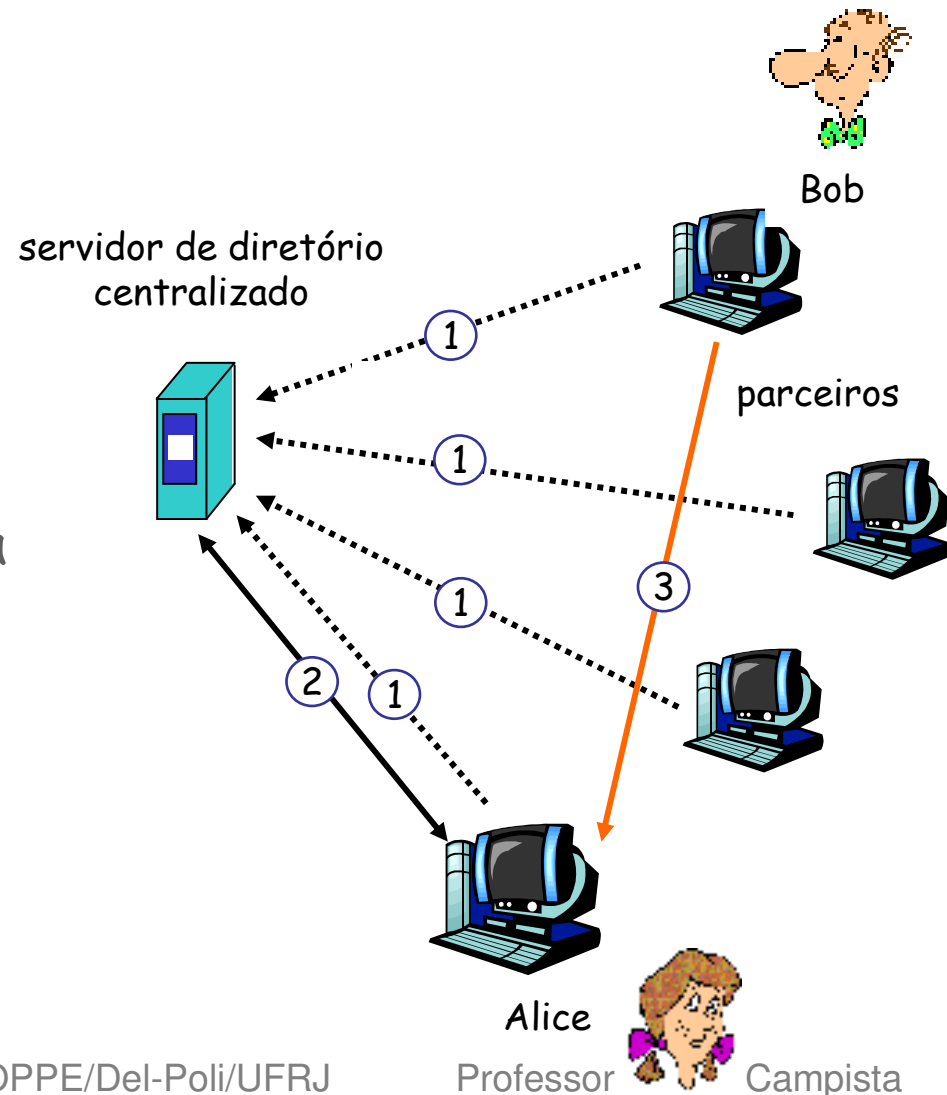 Bob
servidor de diretório
centralizado
1
parceiros
1
1
3
2
1
Alice
OPPE/Del-Poli/UFRJ
Professor Campista